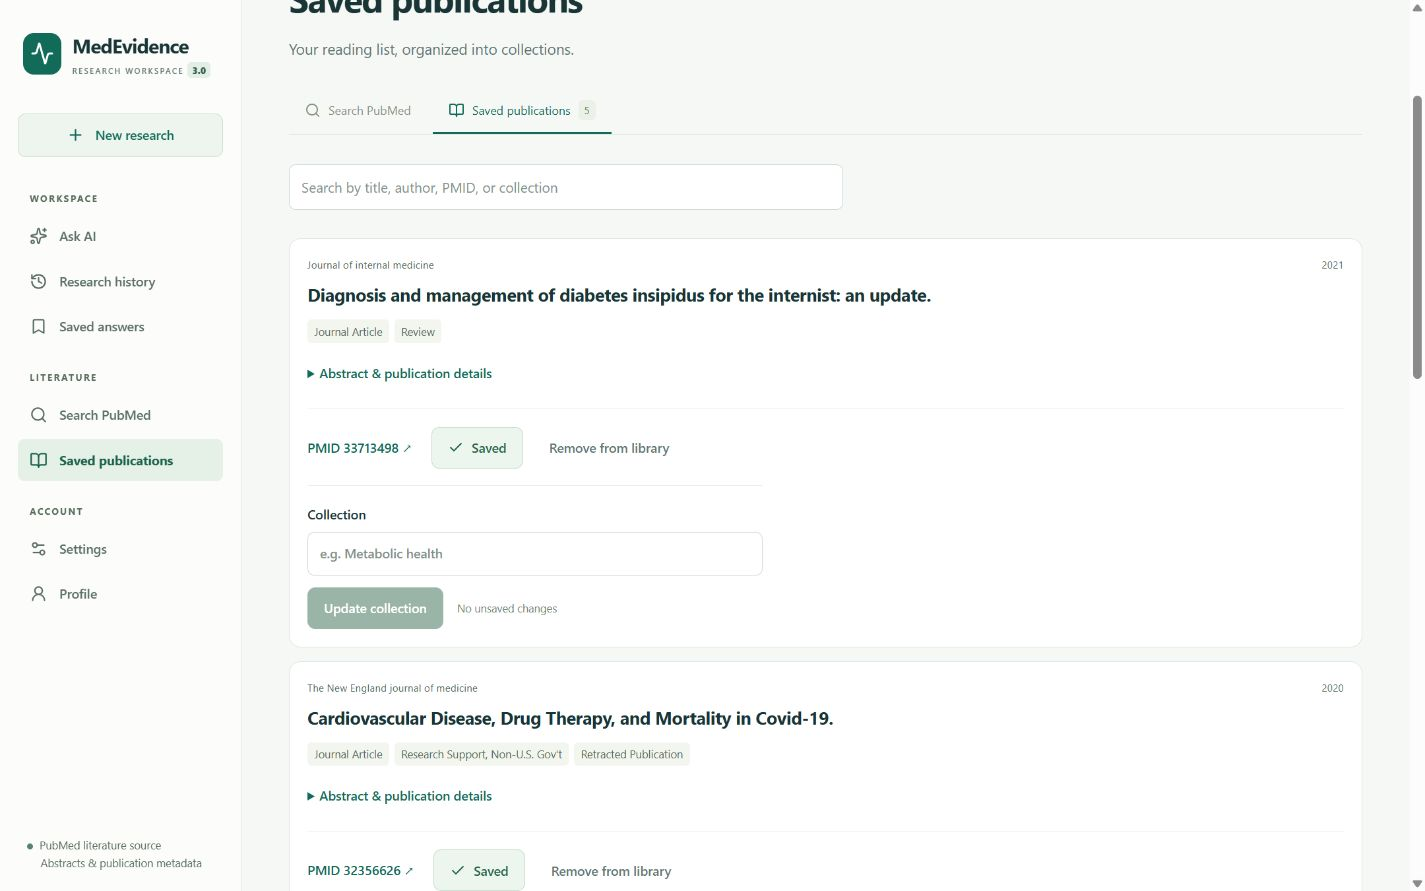 MedEvidence
RESEARCH WORKSPACE 3.0
New research
WORKSPACE
Ask AI
Research history
Saved answers
LITERATURE
Search PubMed
Saved publications
ACCOUNT
Settings
Profile
PubMed literature source
Abstracts & publication metadata
Saved publications
Your reading list, organized into collections.
Search PubMed
Saved publications 5
Search by title, author, PMID, or collection
Journal of internal medicine 2021
Diagnosis and management of diabetes insipidus for the internist: an update.
Journal Article Review
Abstract & publication details
PMID 33713498 ↗ Saved Remove from library
Collection
e.g. Metabolic health
Update collection No unsaved changes
The New England journal of medicine 2020
Cardiovascular Disease, Drug Therapy, and Mortality in Covid-19.
Journal Article Research Support, Non-U.S. Gov't Retracted Publication
Abstract & publication details
PMID 32356626 ↗ Saved Remove from library